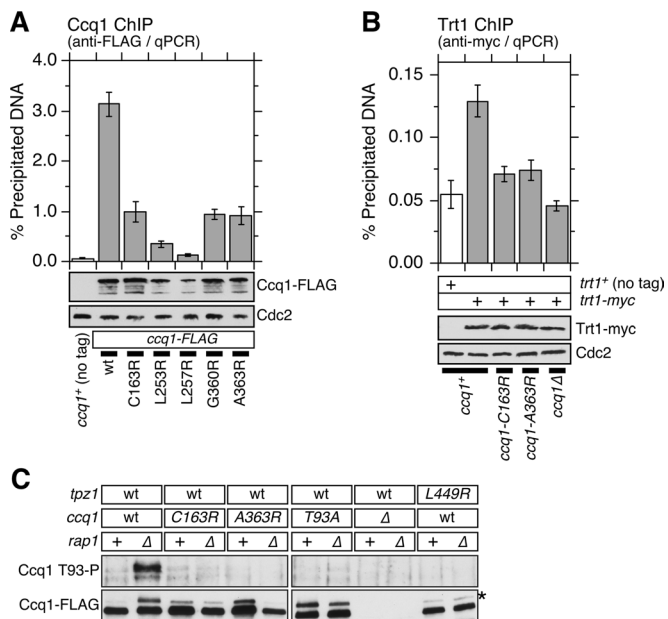 A
Ccq1 ChIP
(anti-FLAG / qPCR)
% Precipitated DNA
4.0
3.0
2.0
1.0
0.0
Ccq1-FLAG
Cdc2
ccq1+ (no tag)
ccq1-FLAG
wt
C163R
L253R
L257R
G360R
A363R
B
Trt1 ChIP
(anti-myc / qPCR)
% Precipitated DNA
0.15
0.10
0.05
0.00
+ trt1+ (no tag)
+ + + + trt1-myc
Trt1-myc
Cdc2
ccq1+
ccq1-C163R
ccq1-A363R
ccq1Δ
C
tpz1 wt wt wt wt wt L449R
ccq1 wt C163R A363R T93A Δ wt
rap1 + Δ + Δ + Δ + Δ + Δ + Δ
Ccq1 T93-P
Ccq1-FLAG *